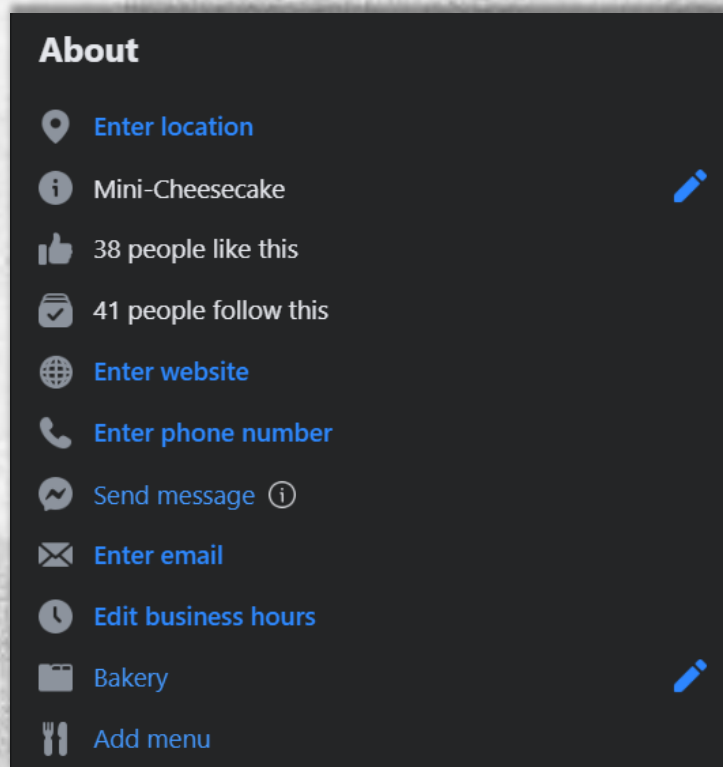 About
Enter location
Mini-Cheesecake
38 people like this
41 people follow this
Enter website
Enter phone number
Send message
Enter email
Edit business hours
Bakery
Add menu